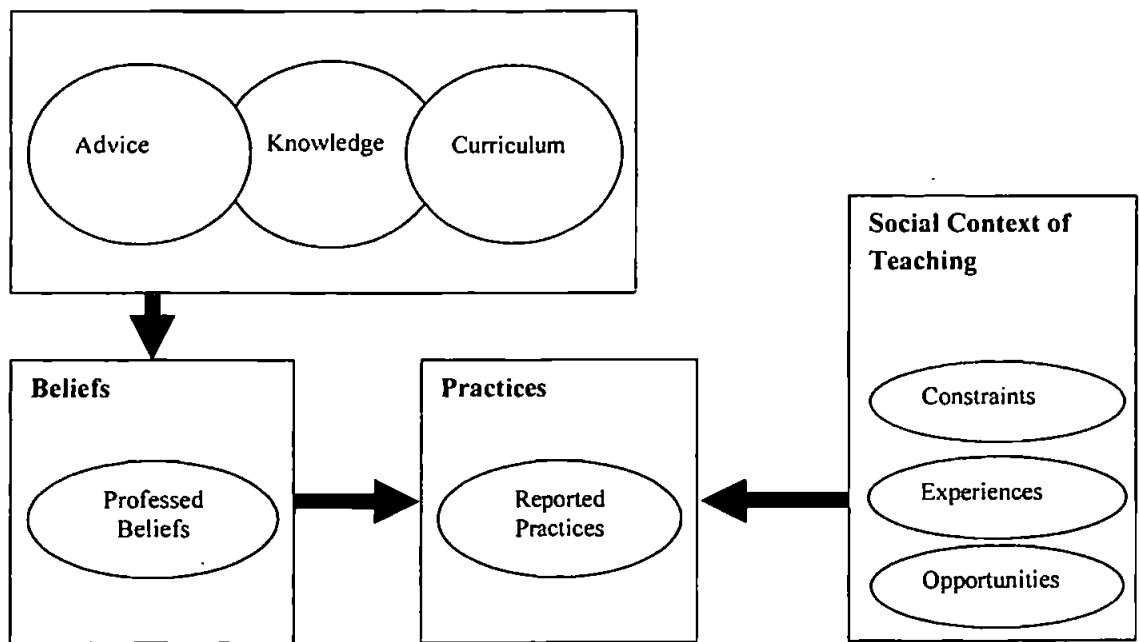 Advice
Knowledge
Curriculum
Social Context of
Teaching
Constraints
Experiences
Opportunities
Beliefs
Professed
Beliefs
Practices
Reported
Practices